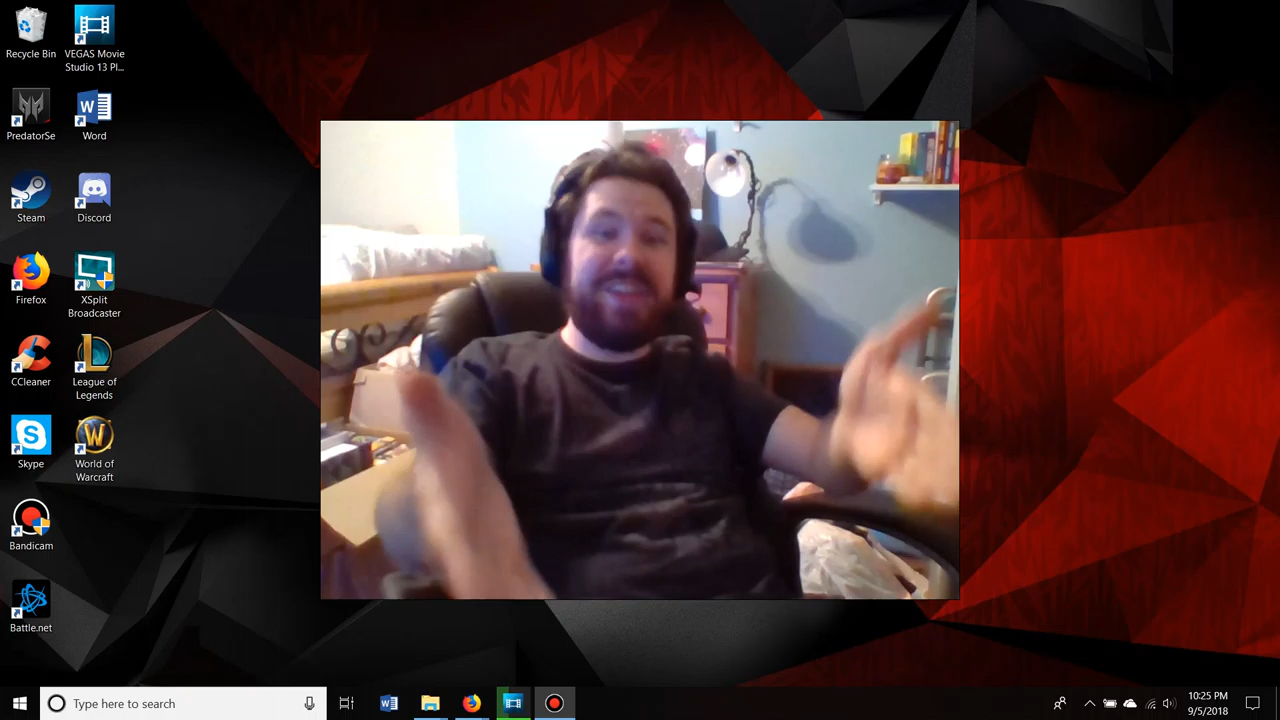 Recycle Bin
VEGAS Movie
Studio 13 Pl...
PredatorSe
Word
Steam
Discord
Firefox
XSplit
Broadcaster
CCleaner
League of
Legends
Skype
World of
Warcraft
Bandicam
Battle.net
Type here to search
10:25 PM
9/5/2018